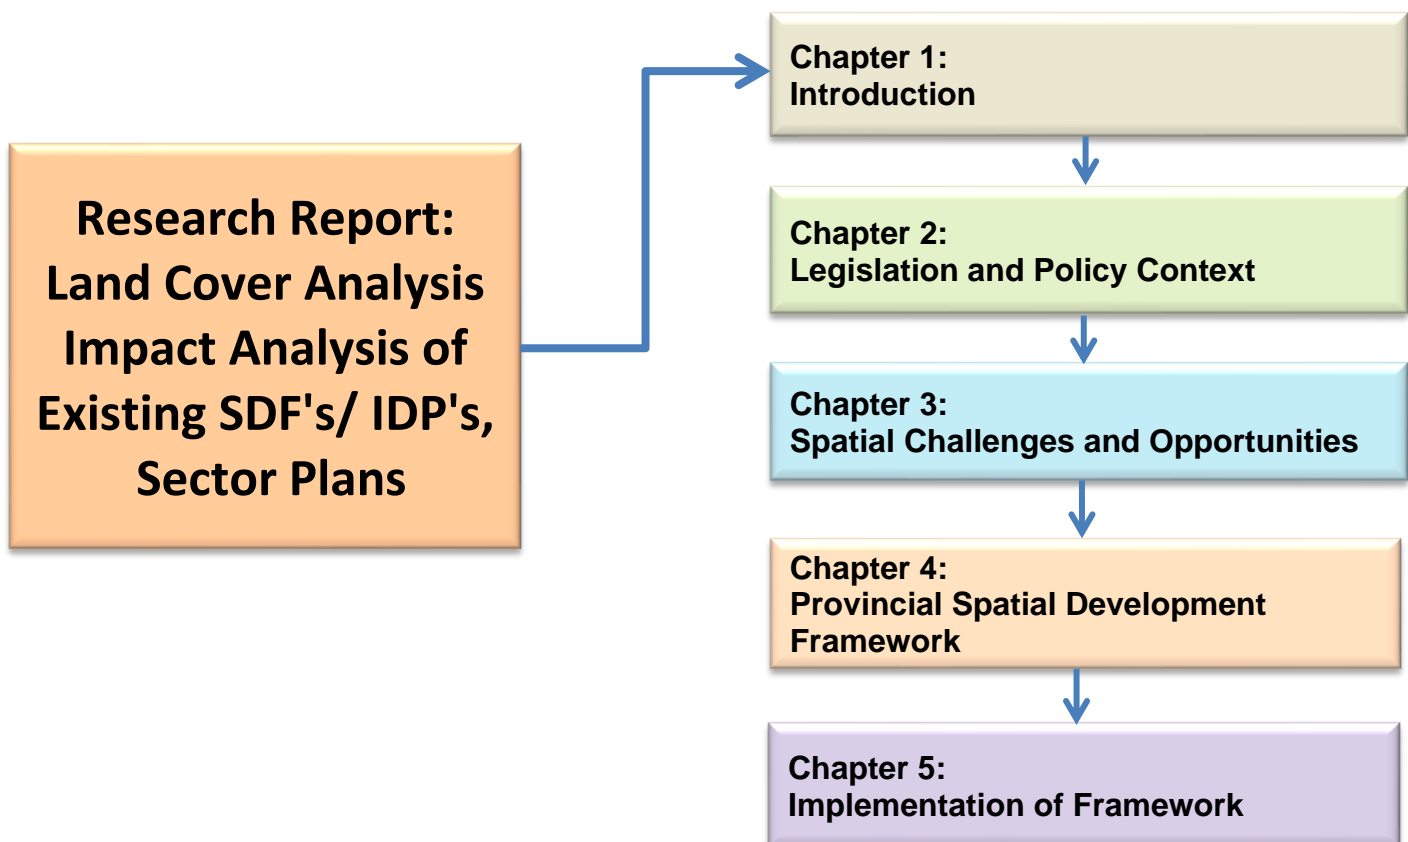 Research Report:
Land Cover Analysis
Impact Analysis of
Existing SDF's/ IDP's,
Sector Plans
Chapter 1:
Introduction
Chapter 2:
Legislation and Policy Context
Chapter 3:
Spatial Challenges and Opportunities
Chapter 4:
Provincial Spatial Development
Framework
Chapter 5:
Implementation of Framework